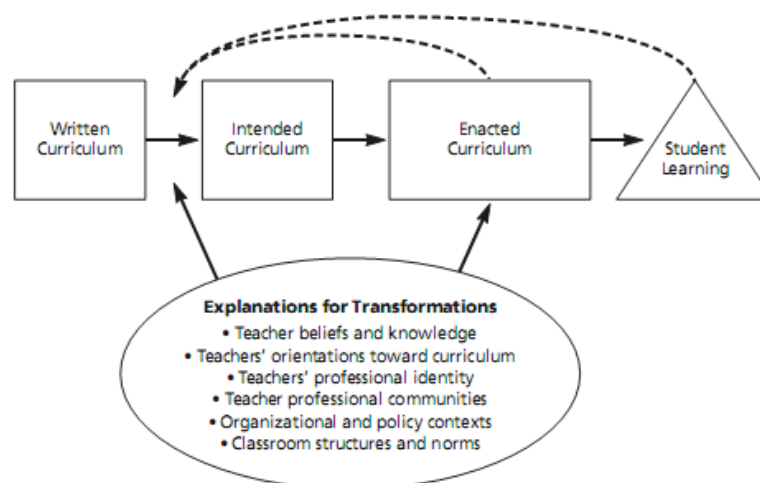 Written
Curriculum
Intended
Curriculum
Enacted
Curriculum
Student
Learning
Explanations for Transformations
• Teacher beliefs and knowledge
• Teachers' orientations toward curriculum
• Teachers' professional identity
• Teacher professional communities
• Organizational and policy contexts
• Classroom structures and norms